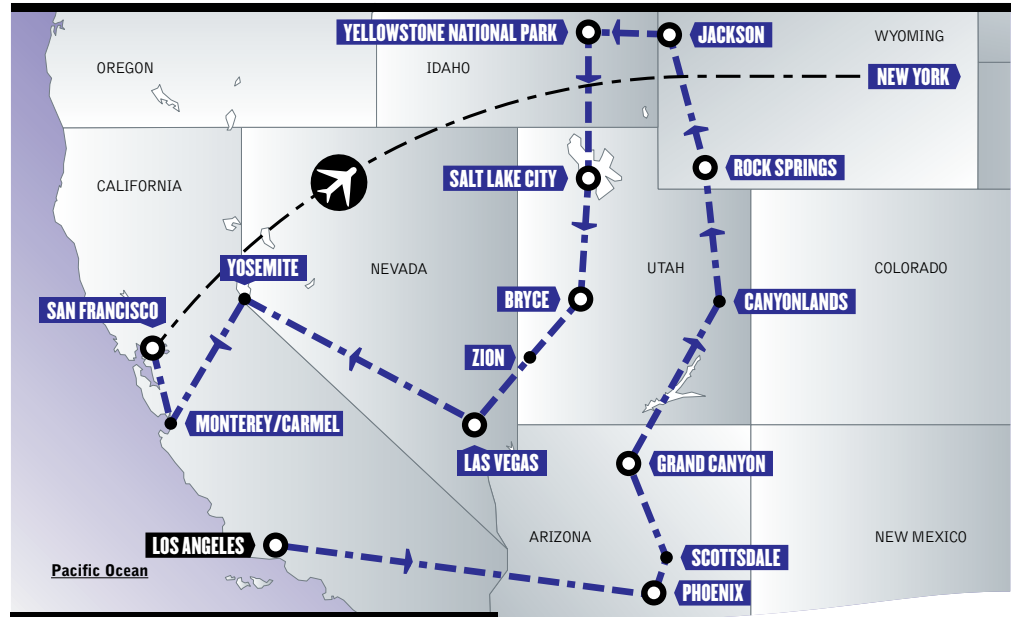 YELLOWSTONE NATIONAL PARK
JACKSON
WYOMING
OREGON
IDAHO
NEW YORK
SALT LAKE CITY
ROCK SPRINGS
CALIFORNIA
YOSEMITE
NEVADA
UTAH
COLORADO
SAN FRANCISCO
BRYCE
CANYONLANDS
ZION
MONTEREY/CARMEL
LAS VEGAS
GRAND CANYON
LOS ANGELES
ARIZONA
NEW MEXICO
SCOTTSDALE
Pacific Ocean
PHOENIX